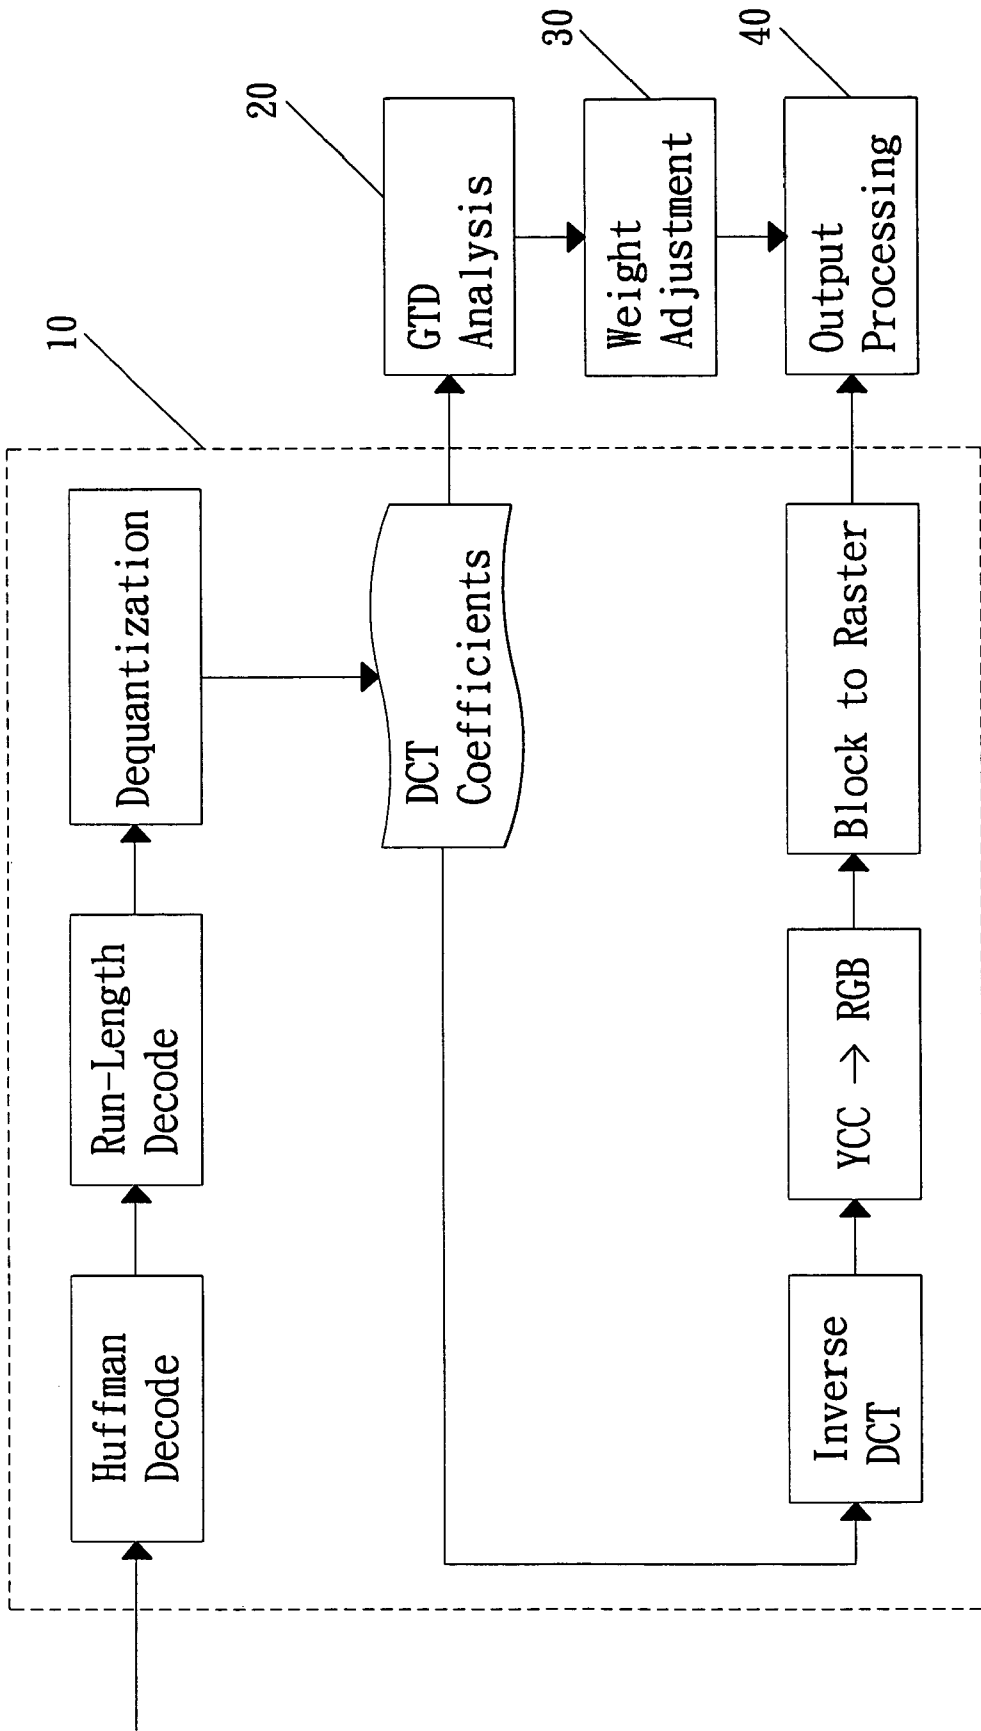 10
Huffman
Decode
Run-Length
Decode
Dequantization
DCT
Coefficients
20
GTD
Analysis
30
Weight
Adjustment
Inverse
DCT
YCC → RGB
Block to Raster
40
Output
Processing